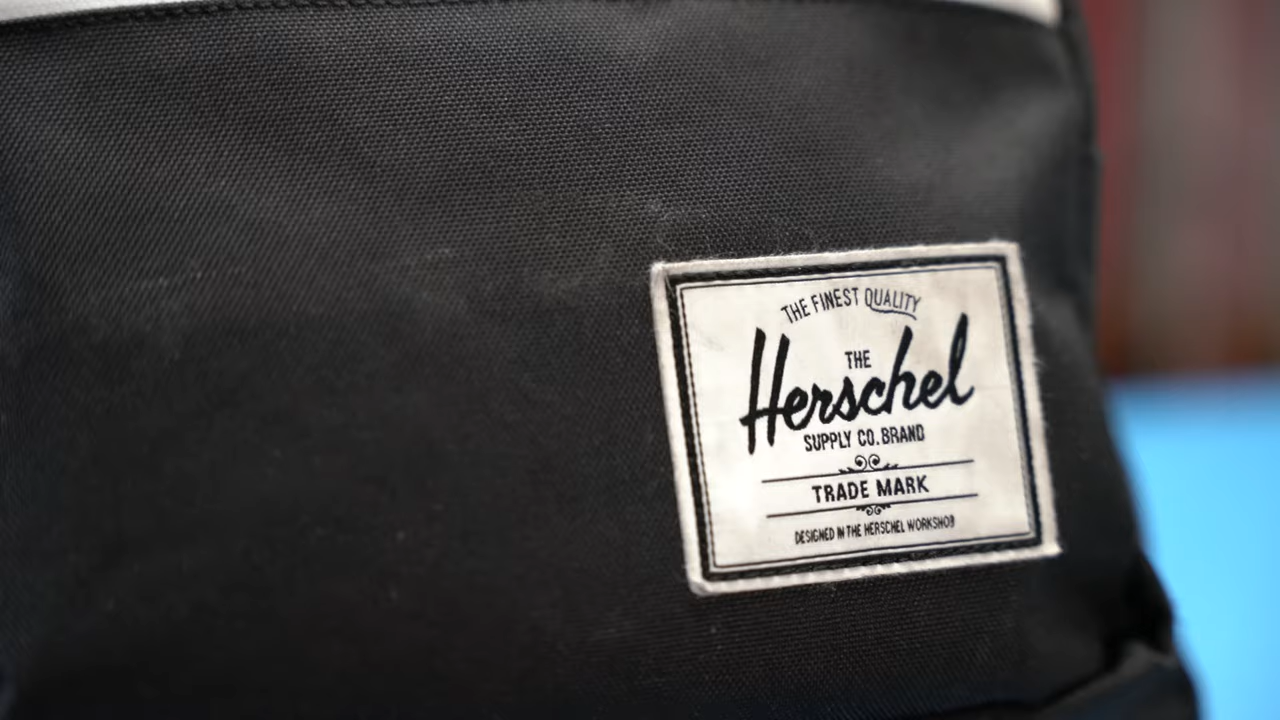 THE FINEST QUALITY
THE
Herschel
SUPPLY CO. BRAND
TRADE MARK
DESIGNED IN THE HERSCHEL WORKSHOP